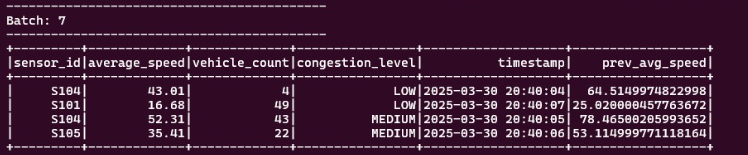 -------------------------------------------
Batch: 7
-------------------------------------------
+---------+-------------+-------------+----------------+-------------------+------------------+
|sensor_id|average_speed|vehicle_count|congestion_level|          timestamp|    prev_avg_speed|
+---------+-------------+-------------+----------------+-------------------+------------------+
|     S104|        43.01|            4|             LOW|2025-03-30 20:40:04|  64.5149974822998|
|     S101|        16.68|           49|             LOW|2025-03-30 20:40:07|25.020000457763672|
|     S104|        52.31|           43|          MEDIUM|2025-03-30 20:40:05| 78.46500205993652|
|     S105|        35.41|           22|          MEDIUM|2025-03-30 20:40:06|53.114999771118164|
+---------+-------------+-------------+----------------+-------------------+------------------+